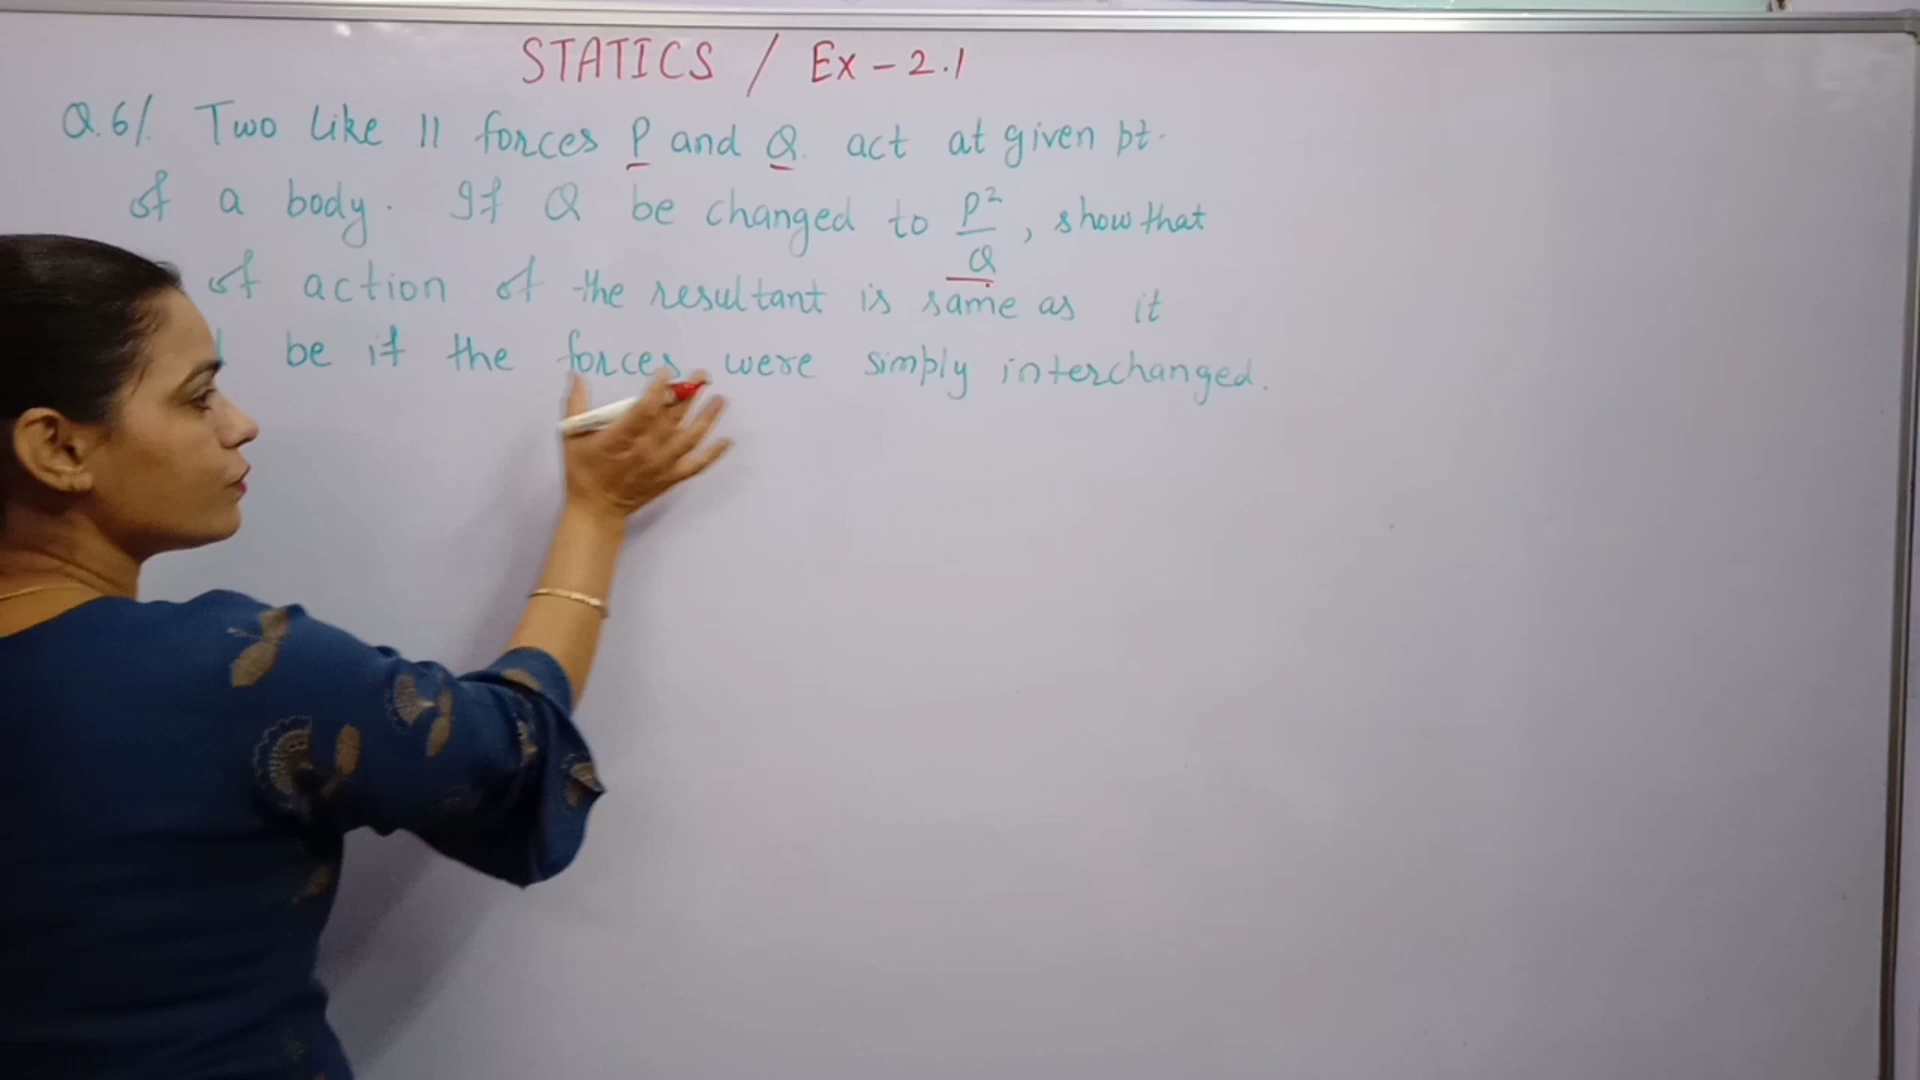 STATICS / Ex - 2.1
Q.6/. Two like || forces P and Q act at given pt.
of a body. If Q be changed to P²/Q, show that
of action of the resultant is same as it
be if the forces were simply interchanged.